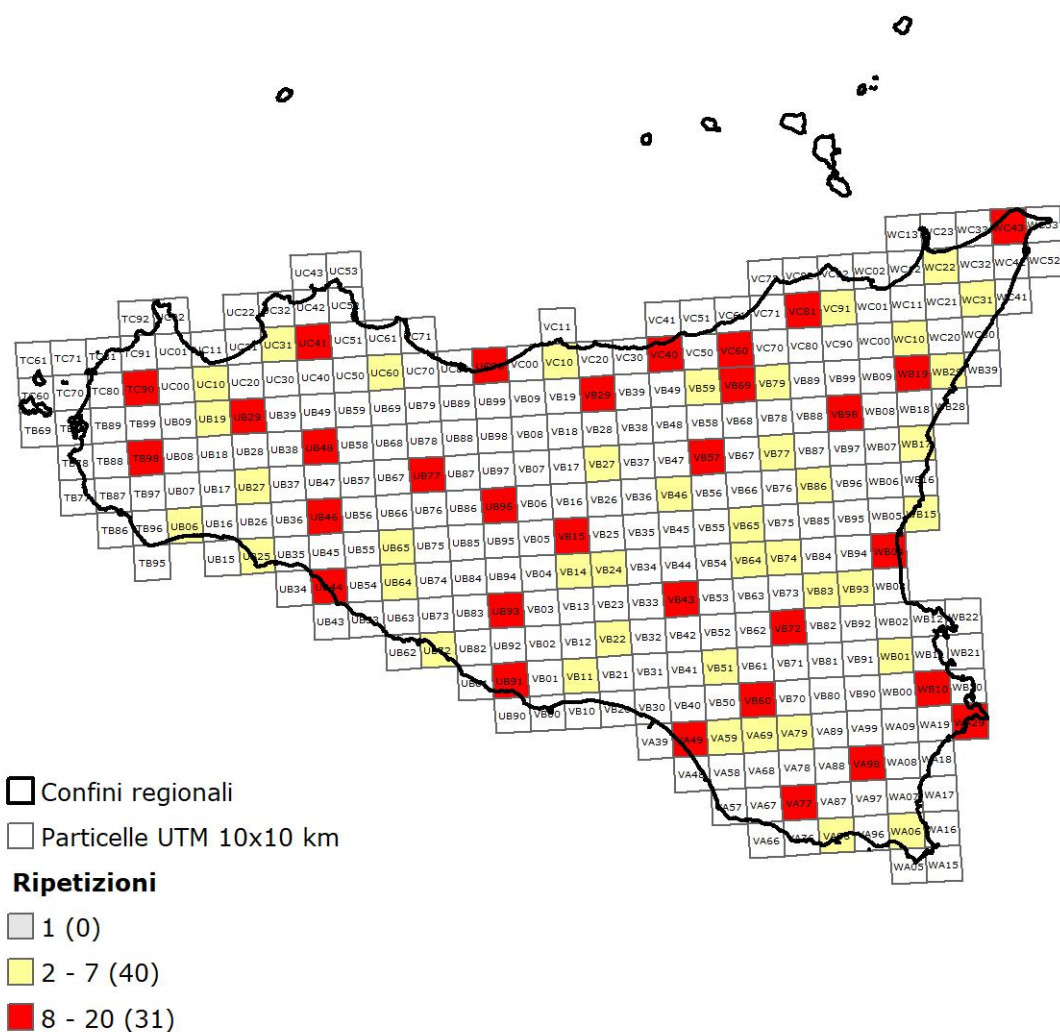 WC23 WC33 WC43
WC22 WC32 WC52
UC43 UC53
VC71 VC81 VC91 WC01 WC11 WC21 WC31 WC41
TC92 UC22 UC32 UC42
VC11 VC41 VC51
TC61 TC71 TC91 UC01 UC11 UC31 UC41 UC51 UC61 UC71
VC00 VC10 VC20 VC30 VC40 VC50 VC60 VC70 VC80 VC90 WC00 WC10 WC20
TC70 TC80 TC90 UC00 UC10 UC20 UC30 UC40 UC50 UC60 UC70
UB89 UB99 VB09 VB19 VB29 VB39 VB49 VB59 VB69 VB79 VB89 VB99 WB09 WB19 WB39
TB69 TB89 TB99 UB09 UB19 UB29 UB39 UB49 UB59 UB69 UB79
UB88 UB98 VB08 VB18 VB28 VB38 VB48 VB58 VB68 VB78 VB88 VB98 WB08 WB18 WB28
TB88 TB98 UB08 UB18 UB28 UB38 UB48 UB58 UB68 UB78
UB87 UB97 VB07 VB17 VB27 VB37 VB47 VB57 VB67 VB77 VB87 VB97 WB07 WB17
TB77 TB87 TB97 UB07 UB17 UB27 UB37 UB47 UB57 UB67 UB77
UB86 UB96 VB06 VB16 VB26 VB36 VB46 VB56 VB66 VB76 VB86 VB96 WB06 WB16
TB86 TB96 UB06 UB16 UB26 UB36 UB46 UB56 UB66 UB76
UB85 UB95 VB05 VB15 VB25 VB35 VB45 VB55 VB65 VB75 VB85 VB95 WB05 WB15
TB95 UB15 UB25 UB35 UB45 UB55 UB65 UB75
UB84 UB94 VB04 VB14 VB24 VB34 VB44 VB54 VB64 VB74 VB84 VB94
UB34 UB44 UB54 UB64 UB74
UB83 UB93 VB03 VB13 VB23 VB33 VB43 VB53 VB63 VB73 VB83 VB93
UB43 UB63 UB73
UB62 UB72 UB82 UB92 VB02 VB12 VB22 VB32 VB42 VB52 VB62 VB72 VB82 VB92 WB02 WB12 WB22
UB91 VB01 VB11 VB21 VB31 VB41 VB51 VB61 VB71 VB81 VB91 WB01 WB21
UB90 VB10 VB30 VB40 VB50 VB60 VB70 VB80 VB90 WB00 WB10
VA39 VA49 VA59 VA69 VA79 VA89 VA99 WA09 WA19 WA29
VA48 VA58 VA68 VA78 VA88 VA98 WA08 WA18
VA57 VA67 VA77 VA87 VA97 WA07 WA17
VA66 VA76 VA96 WA06 WA16
WA05 WA15
Confini regionali
Particelle UTM 10x10 km
Ripetizioni
1 (0)
2 - 7 (40)
8 - 20 (31)